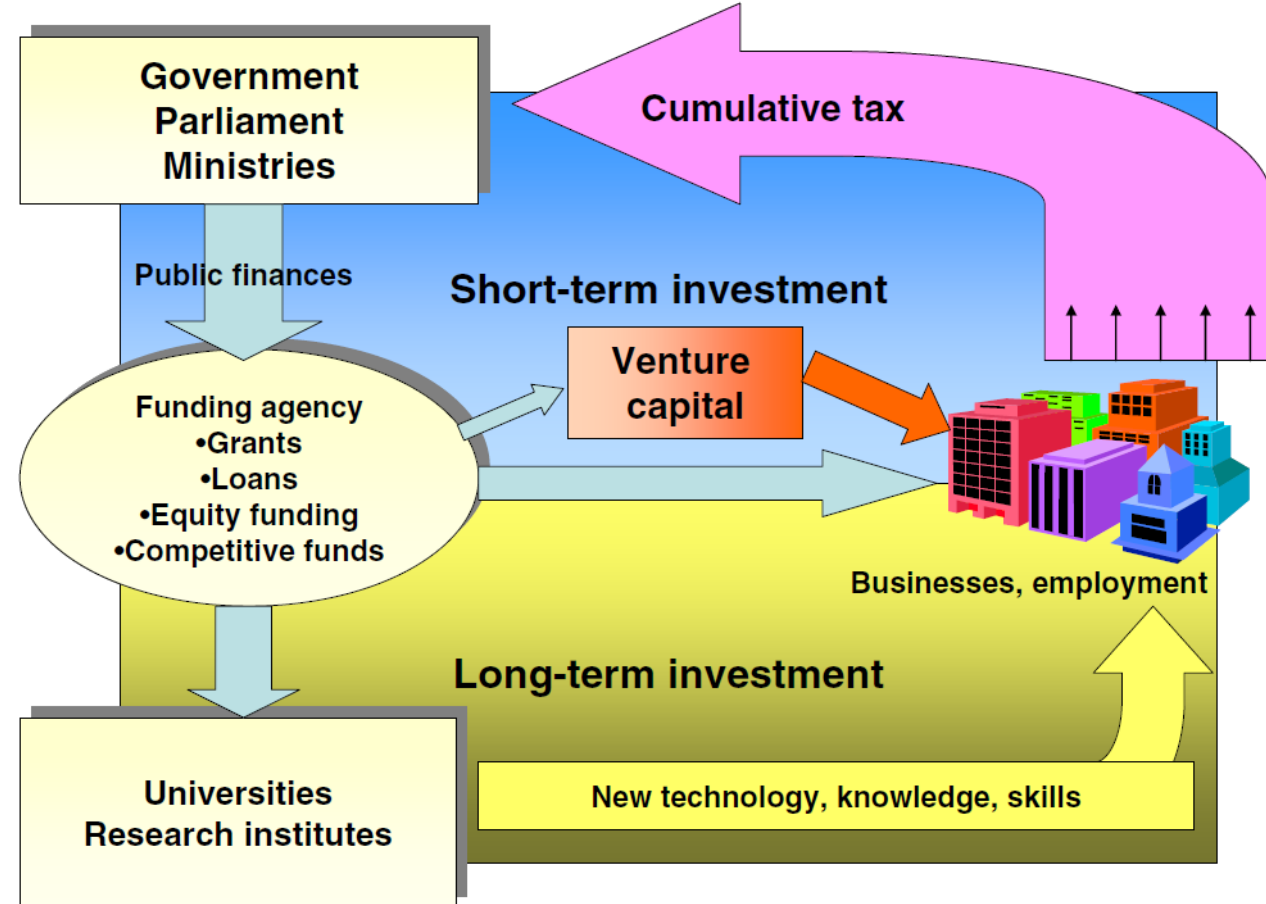 Government
Parliament
Ministries
Cumulative tax
Public finances
Short-term investment
Venture
capital
Funding agency
•Grants
•Loans
•Equity funding
•Competitive funds
Businesses, employment
Long-term investment
Universities
Research institutes
New technology, knowledge, skills